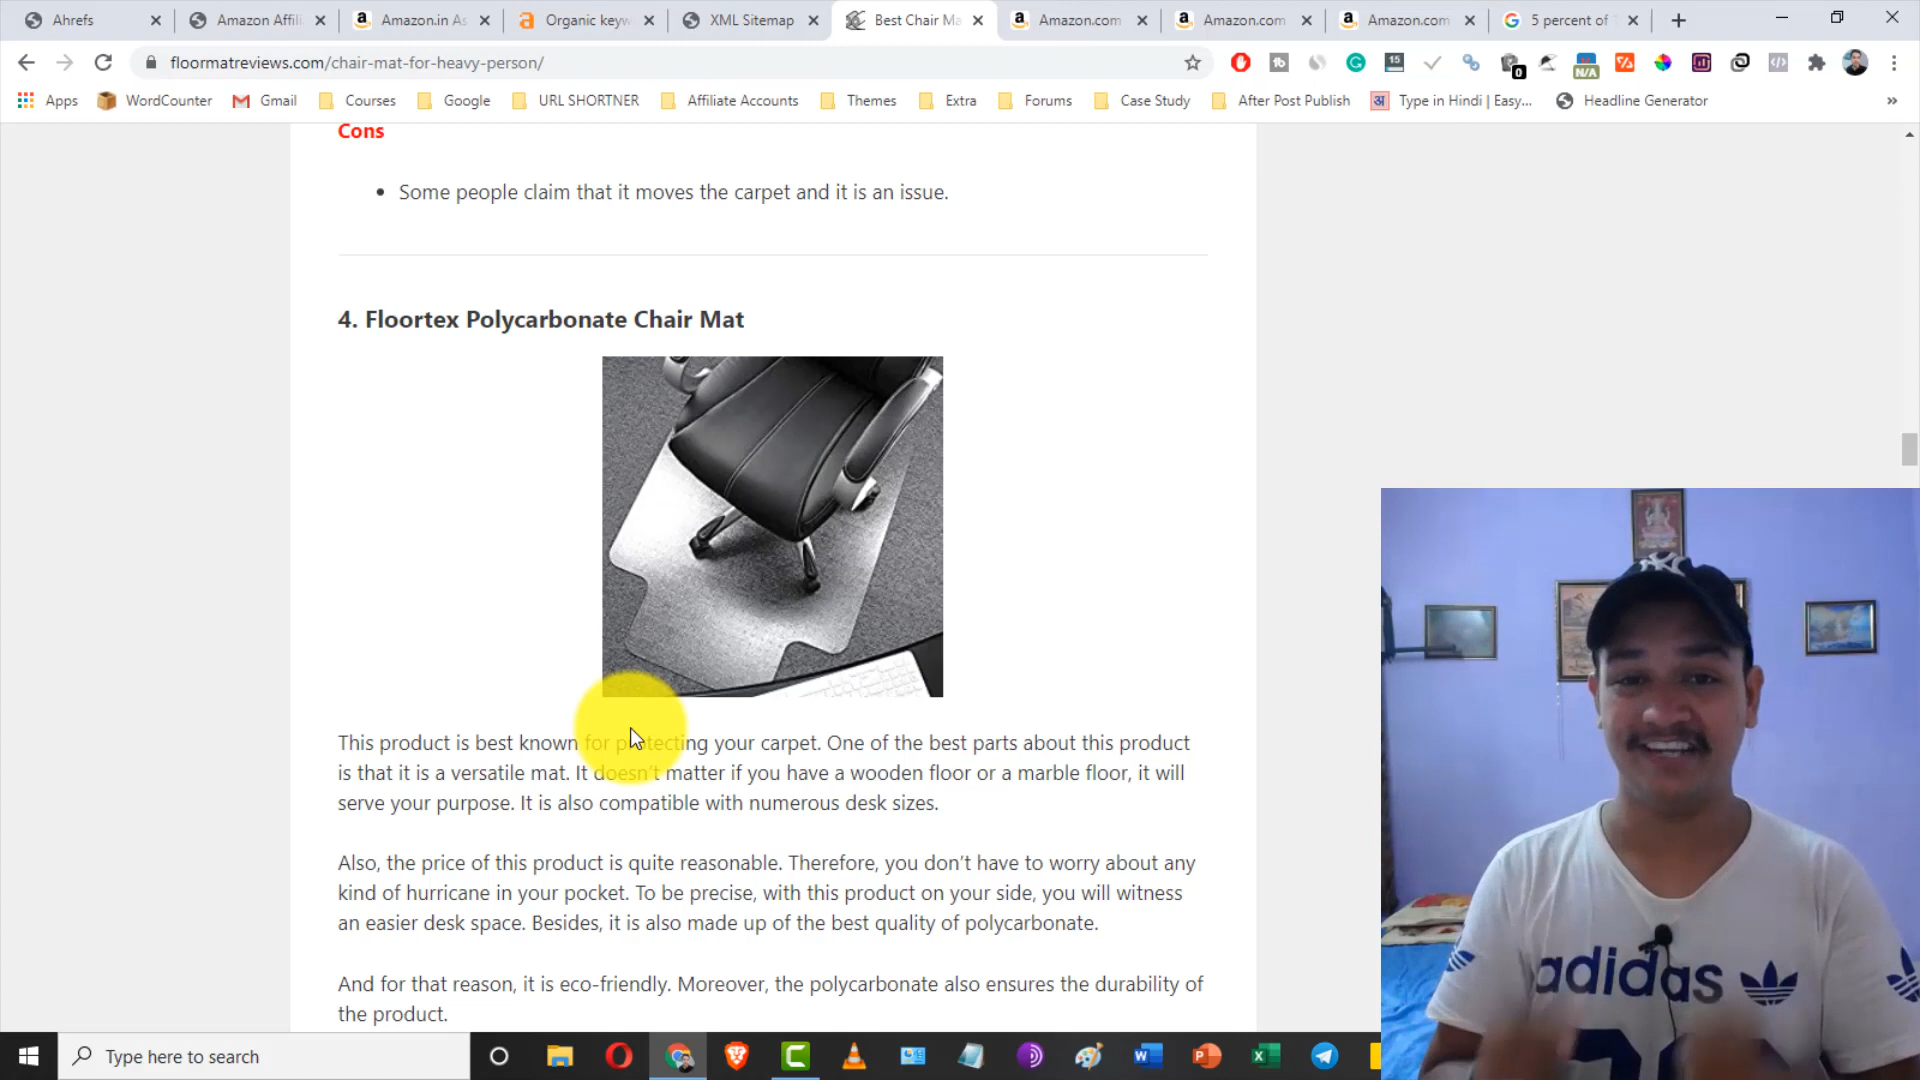 Ahrefs
Amazon Affili
Amazon.in As
Organic keyw
XML Sitemap
Best Chair Ma
Amazon.com
Amazon.com
Amazon.com
5 percent of
floormatreviews.com/chair-mat-for-heavy-person/
15
0
N/A
Apps
WordCounter
Gmail
Courses
Google
URL SHORTNER
Affiliate Accounts
Themes
Extra
Forums
Case Study
After Post Publish
अ
Type in Hindi | Easy...
Headline Generator
Cons
Some people claim that it moves the carpet and it is an issue.
4. Floortex Polycarbonate Chair Mat
This product is best known for protecting your carpet. One of the best parts about this product
is that it is a versatile mat. It doesn't matter if you have a wooden floor or a marble floor, it will
serve your purpose. It is also compatible with numerous desk sizes.
Also, the price of this product is quite reasonable. Therefore, you don't have to worry about any
kind of hurricane in your pocket. To be precise, with this product on your side, you will witness
an easier desk space. Besides, it is also made up of the best quality of polycarbonate.
And for that reason, it is eco-friendly. Moreover, the polycarbonate also ensures the durability of
the product.
adidas
Type here to search